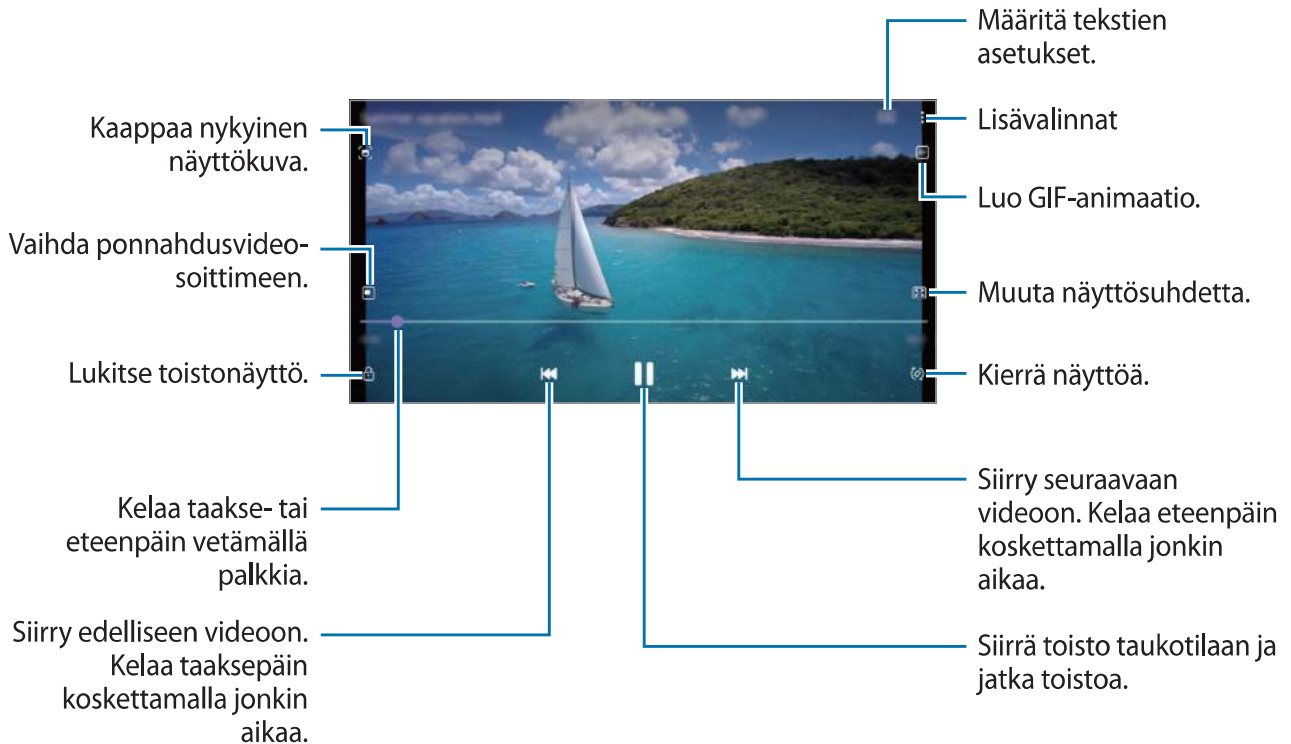 Määritä tekstien
asetukset.
Kaappaa nykyinen
näyttökuva.
Lisävalinnat
Luo GIF-animaatio.
Vaihda ponnahdusvideo-
soittimeen.
Muuta näyttösuhdetta.
Lukitse toistonäyttö.
Kierrä näyttöä.
Kelaa taakse- tai
eteenpäin vetämällä
palkkia.
Siirry seuraavaan
videoon. Kelaa eteenpäin
koskettamalla jonkin
aikaa.
Siirry edelliseen videoon.
Kelaa taaksepäin
koskettamalla jonkin
aikaa.
Siirrä toisto taukotilaan ja
jatka toistoa.